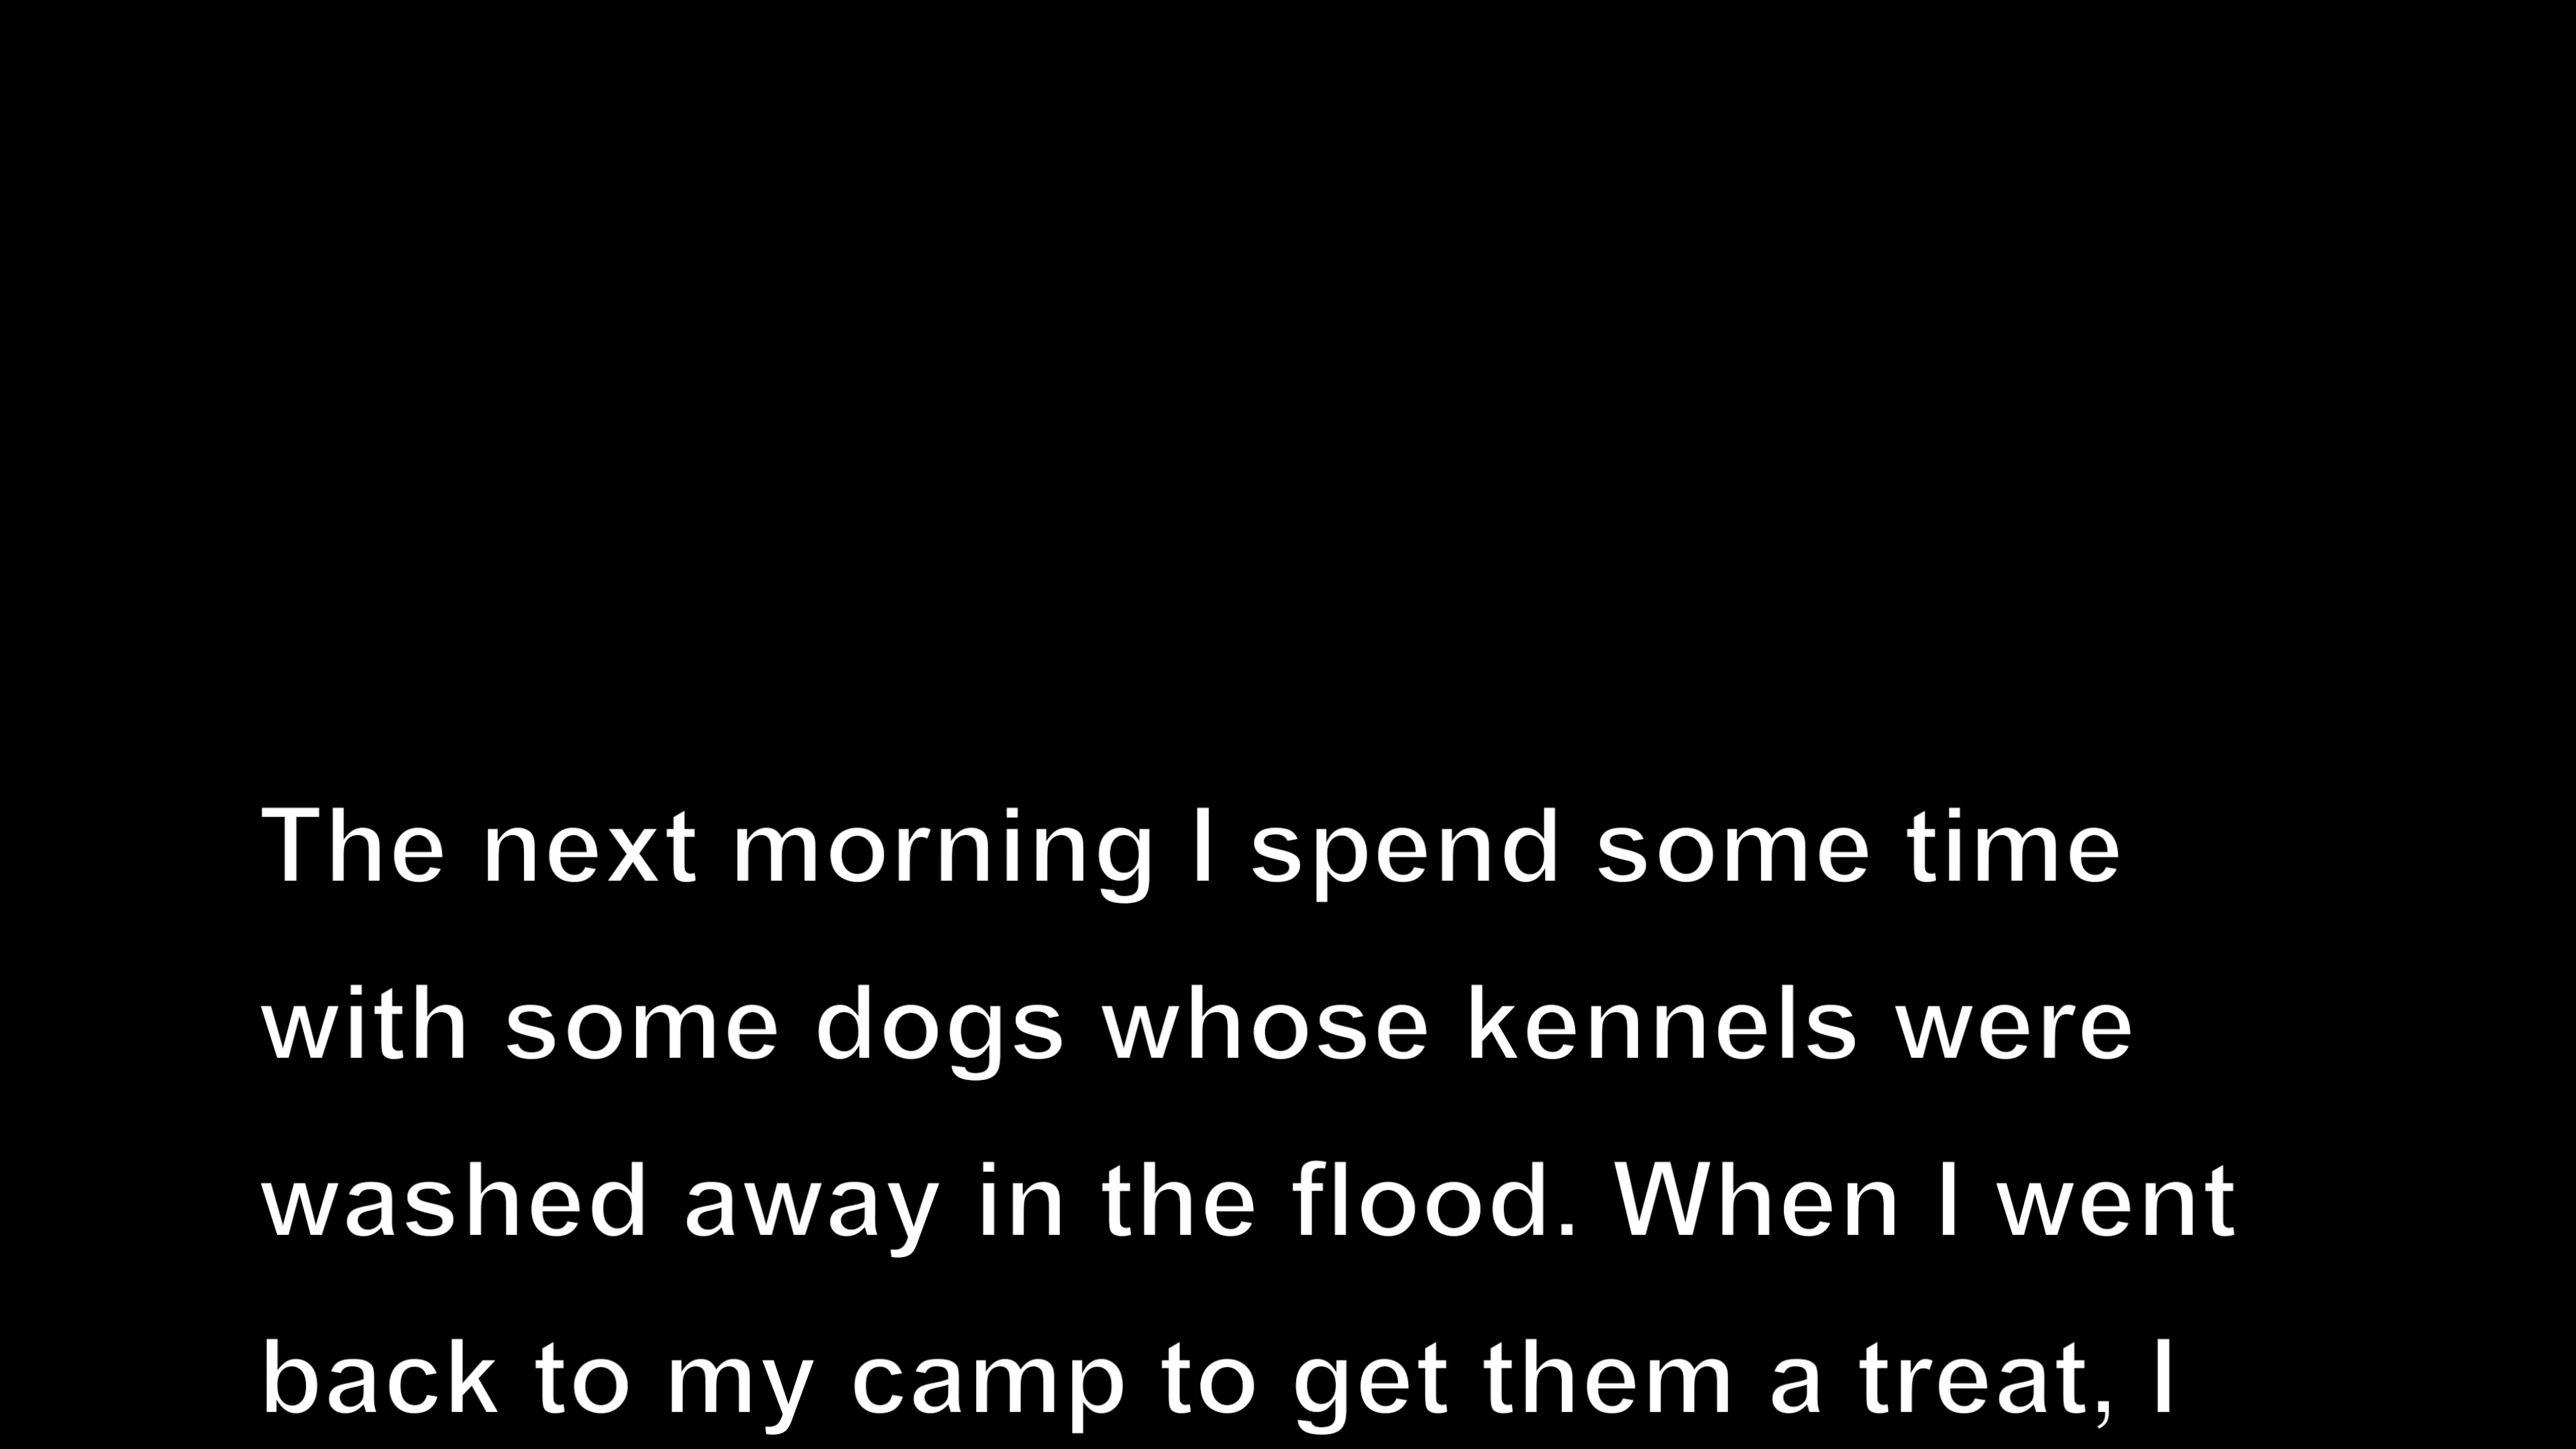 The next morning I spend some time
with some dogs whose kennels were
washed away in the flood. When I went
back to my camp to get them a treat, I